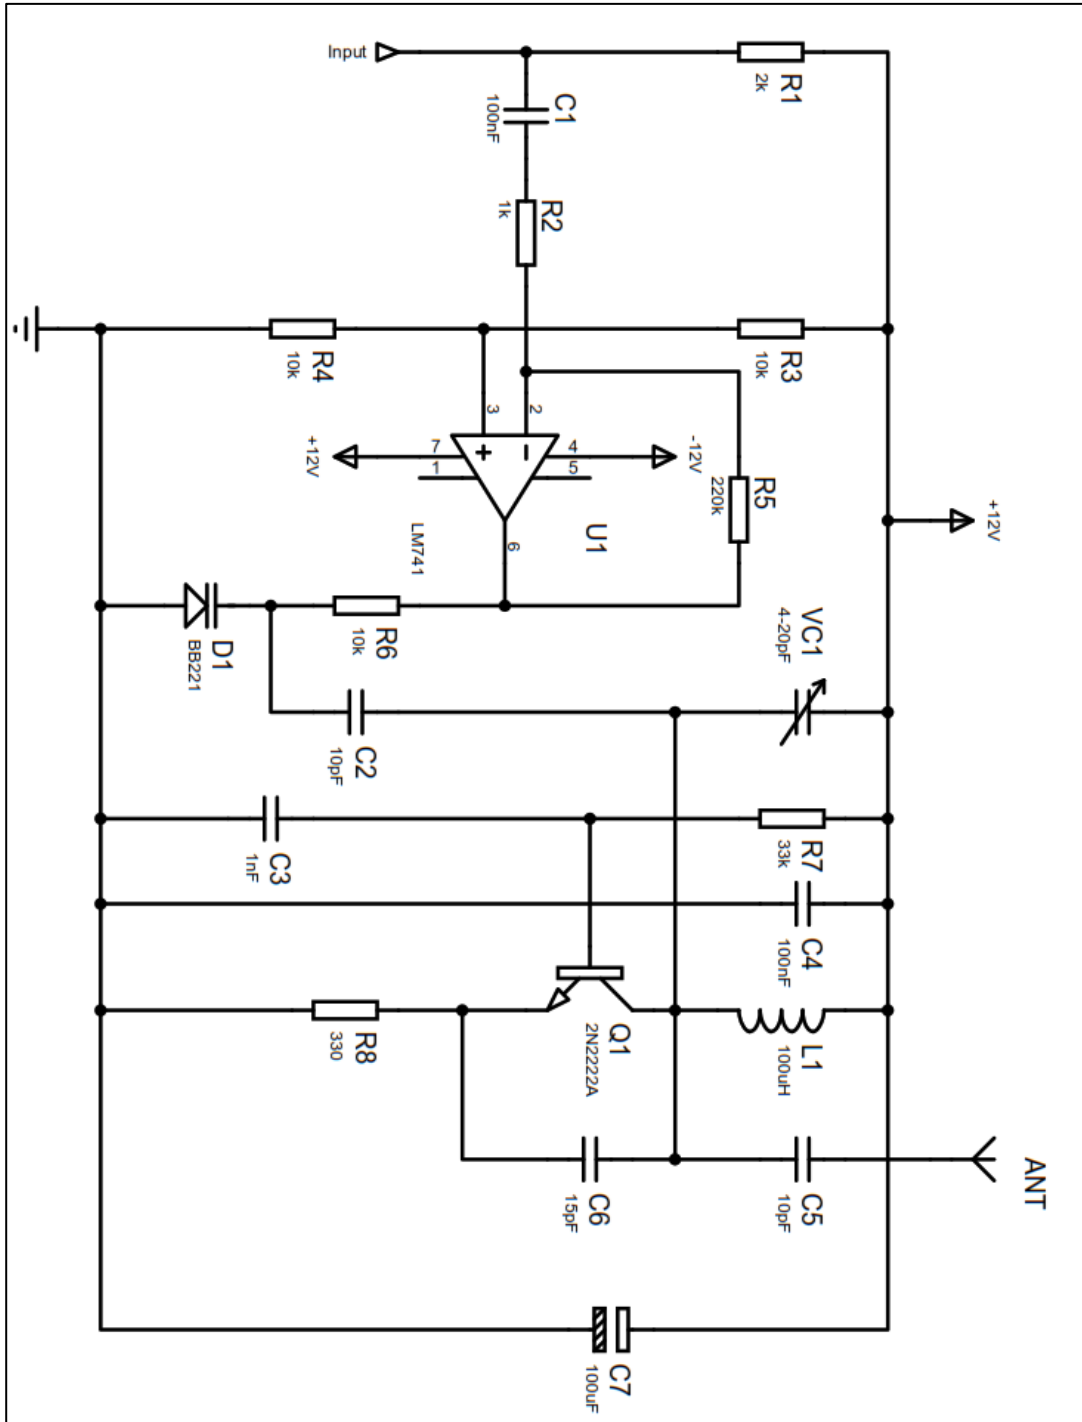 Input
R1
2k
C1
100nF
R2
1k
R4
10k
R3
10k
3
2
7
1
4
5
6
+12V
-12V
LM741
U1
R5
220k
+12V
D1
BB221
R6
10k
VC1
4-20pF
C2
10pF
C3
1nF
R7
33k
C4
100nF
R8
330
Q1
2N2222A
L1
100uH
ANT
C6
15pF
C5
10pF
C7
100uF